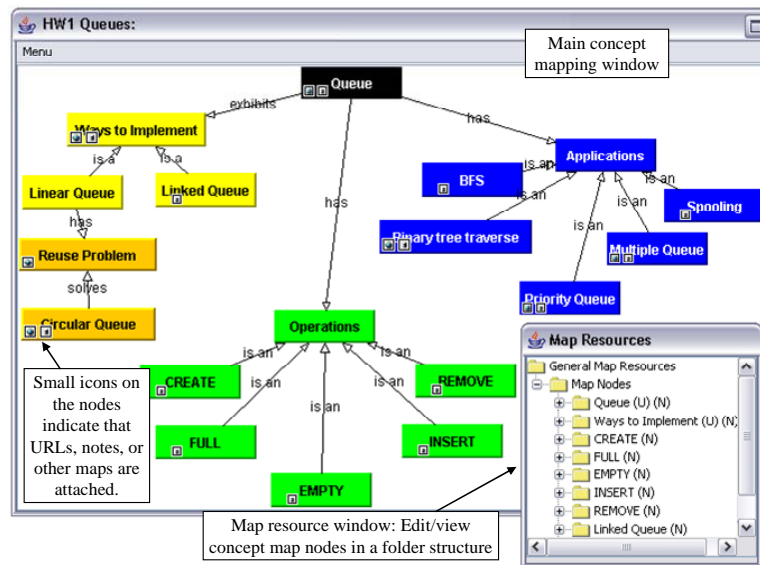 HW1 Queues:
Menu
Main concept
mapping window
Queue
exhibits
has
has
Ways to Implement
is a
is a
Linear Queue
Linked Queue
has
Reuse Problem
solves
Circular Queue
Applications
is an
BFS
is an
Binary tree traverse
is an
Spooling
is an
Multiple Queue
is an
Priority Queue
Operations
is an
CREATE
is an
FULL
is an
EMPTY
is an
INSERT
is an
REMOVE
Small icons on
the nodes
indicate that
URLs, notes, or
other maps are
attached.
Map resource window: Edit/view
concept map nodes in a folder structure
Map Resources
General Map Resources
Map Nodes
Queue (U) (N)
Ways to Implement (U) (N)
CREATE (N)
FULL (N)
EMPTY (N)
INSERT (N)
REMOVE (N)
Linked Queue (N)